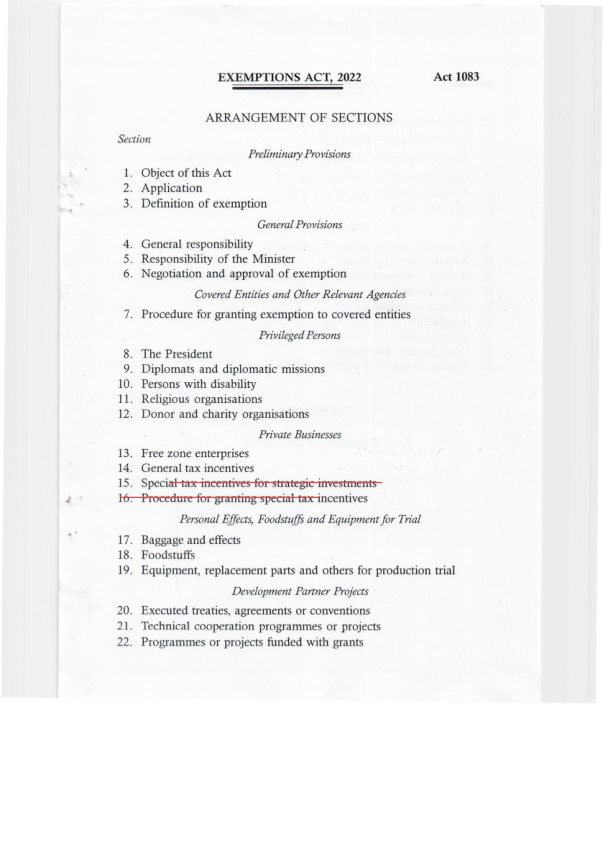 EXEMPTIONS ACT, 2022 Act 1083
ARRANGEMENT OF SECTIONS
Section
Preliminary Provisions
1. Object of this Act
2. Application
3. Definition of exemption
General Provisions
4. General responsibility
5. Responsibility of the Minister
6. Negotiation and approval of exemption
Covered Entities and Other Relevant Agencies
7. Procedure for granting exemption to covered entities
Privileged Persons
8. The President
9. Diplomats and diplomatic missions
10. Persons with disability
11. Religious organisations
12. Donor and charity organisations
Private Businesses
13. Free zone enterprises
14. General tax incentives
15. Special tax incentives for strategic investments
16. Procedure for granting special tax incentives
Personal Effects, Foodstuffs and Equipment for Trial
17. Baggage and effects
18. Foodstuffs
19. Equipment, replacement parts and others for production trial
Development Partner Projects
20. Executed treaties, agreements or conventions
21. Technical cooperation programmes or projects
22. Programmes or projects funded with grants